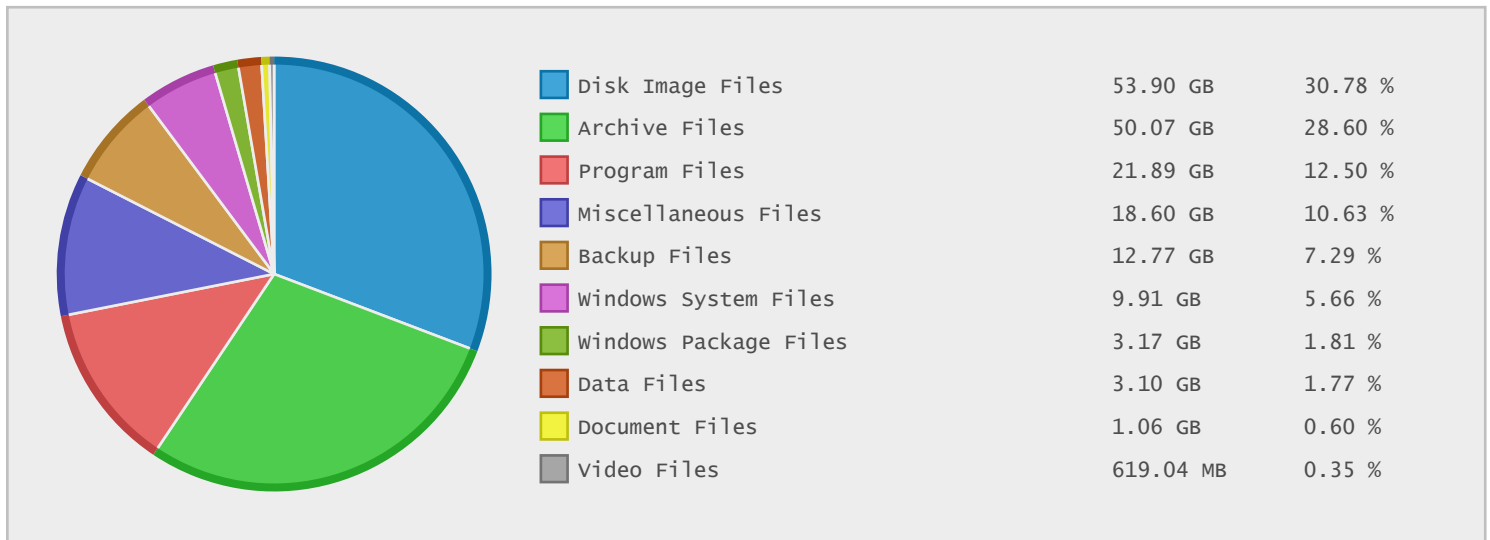 Disk Image Files 53.90 GB 30.78 %
Archive Files 50.07 GB 28.60 %
Program Files 21.89 GB 12.50 %
Miscellaneous Files 18.60 GB 10.63 %
Backup Files 12.77 GB 7.29 %
Windows System Files 9.91 GB 5.66 %
Windows Package Files 3.17 GB 1.81 %
Data Files 3.10 GB 1.77 %
Document Files 1.06 GB 0.60 %
Video Files 619.04 MB 0.35 %